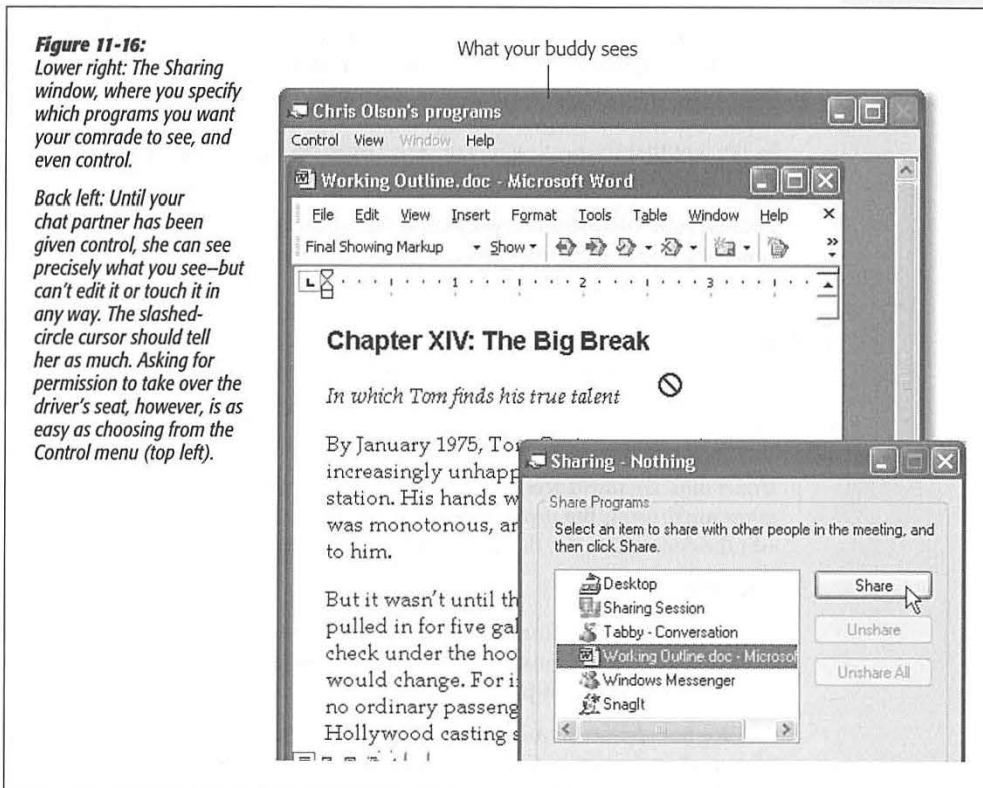 Figure 11-16:
Lower right: The Sharing
window, where you specify
which programs you want
your comrade to see, and
even control.
Back left: Until your
chat partner has been
given control, she can see
precisely what you see—but
can't edit it or touch it in
any way. The slashed-
circle cursor should tell
her as much. Asking for
permission to take over the
driver's seat, however, is as
easy as choosing from the
Control menu (top left).
What your buddy sees
Chris Olson's programs
Control View Window Help
Working Outline.doc - Microsoft Word
File Edit View Insert Format Tools Table Window Help
Final Showing Markup Show
1 2 3
Chapter XIV: The Big Break
In which Tom finds his true talent
By January 1975, Tom
increasingly unhapp
station. His hands w
was monotonous, an
to him.
But it wasn't until th
pulled in for five gal
check under the hoo
would change. For i
no ordinary passeng
Hollywood casting s
Sharing - Nothing
Share Programs
Select an item to share with other people in the meeting, and
then click Share.
Desktop
Sharing Session
Tabby - Conversation
Working Outline.doc - Microsof
Windows Messenger
SnagIt
Share
Unshare
Unshare All